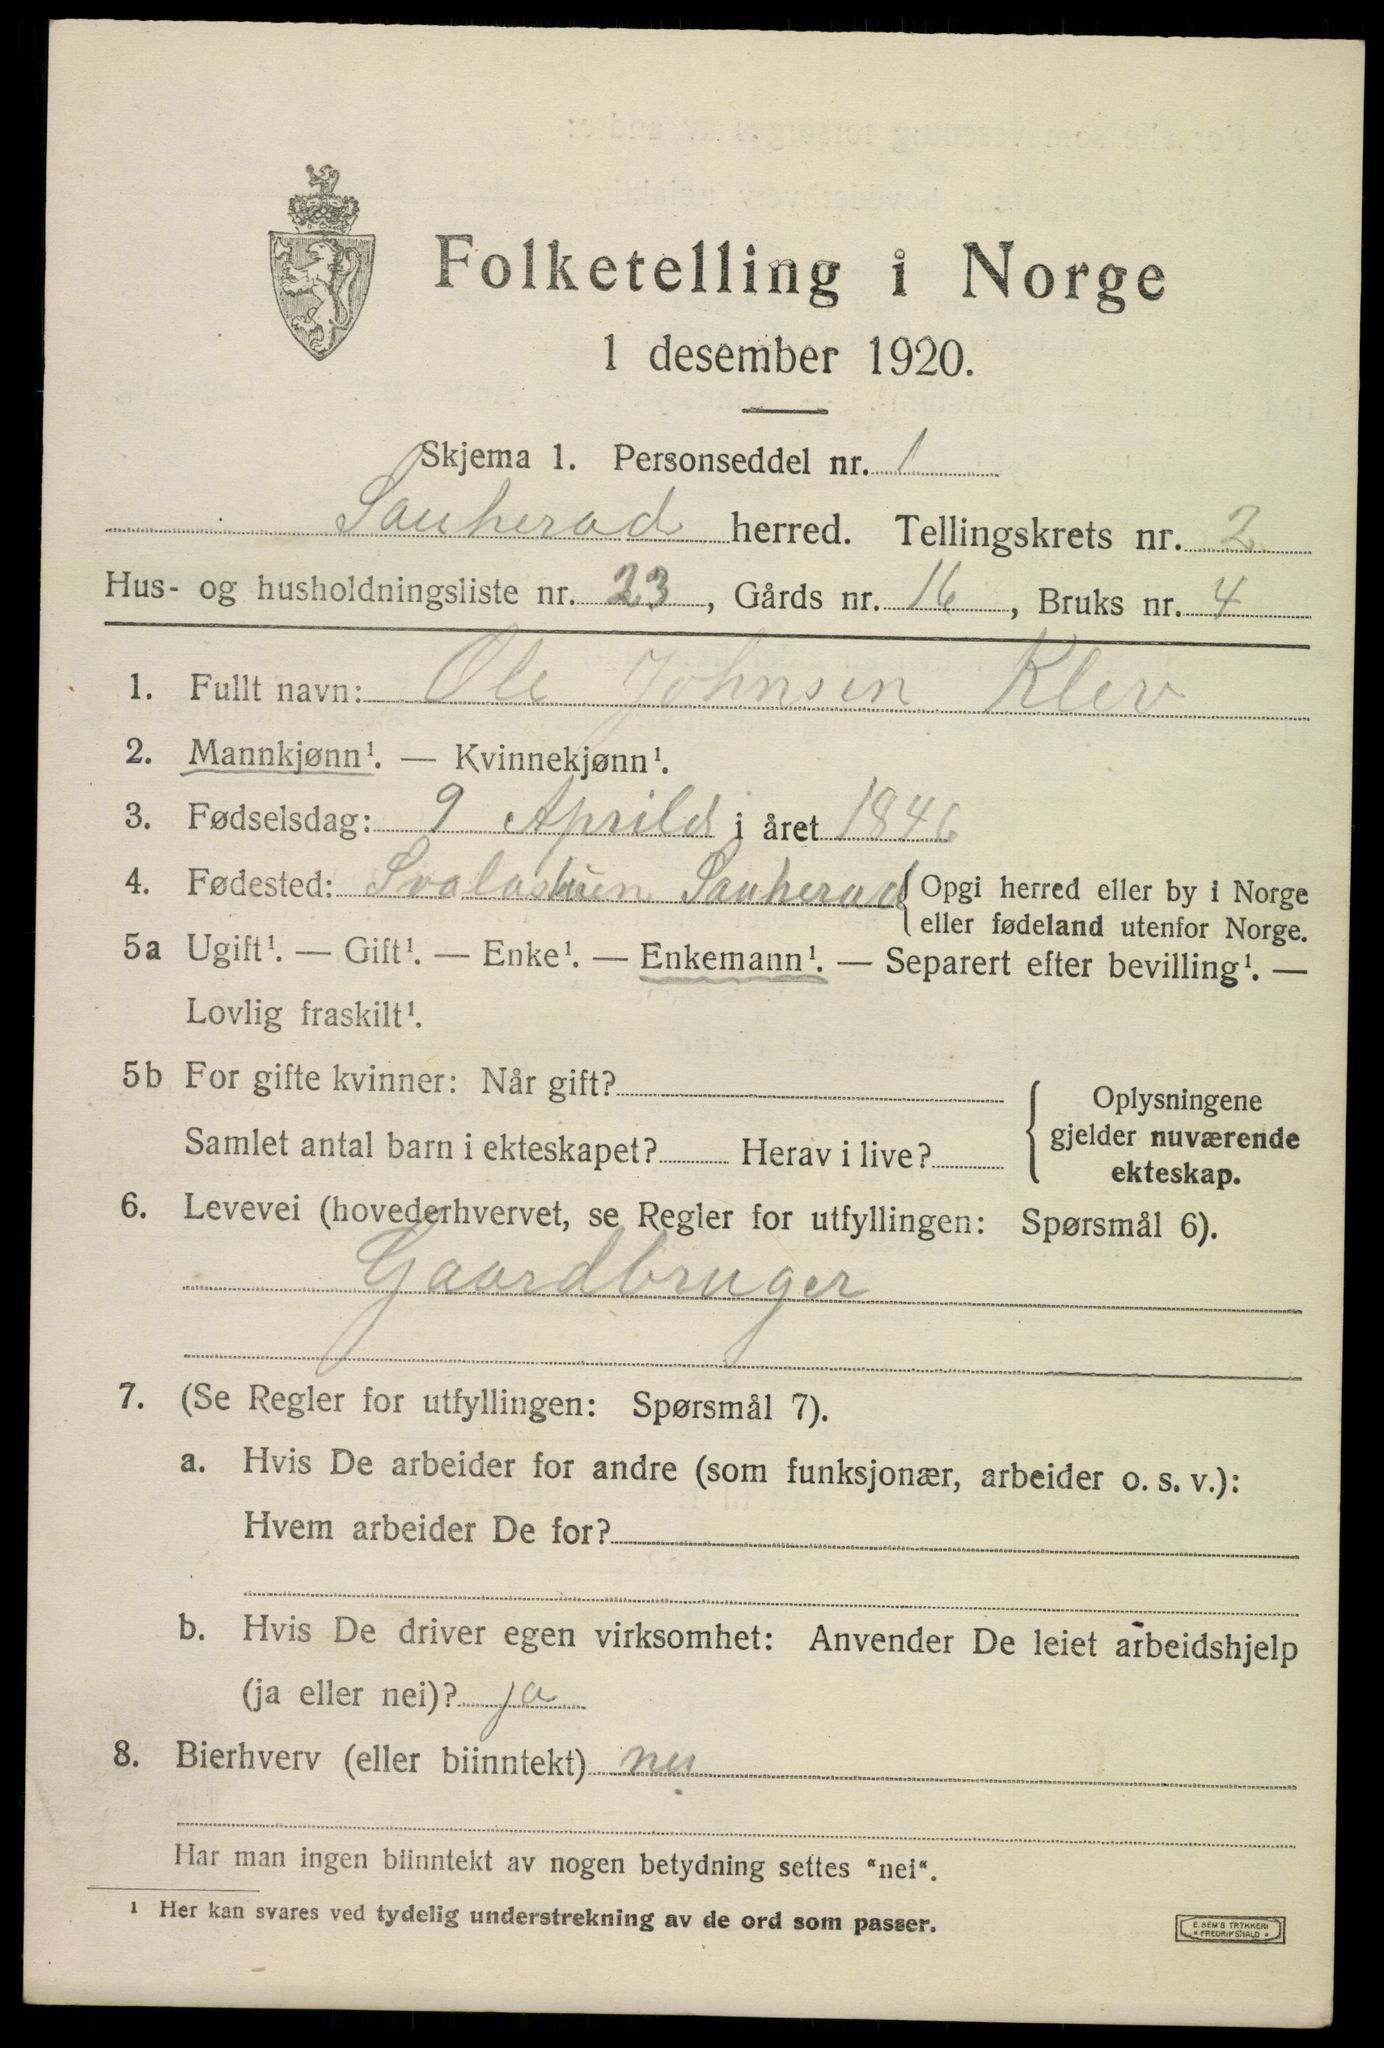 Folketelling i Norge
1 desember 1920.
Skjema 1. Personseddel nr. 1
Sauherad herred. Tellingskrets nr. 2
Hus- og husholdningsliste nr. 23, Gårds nr. 16, Bruks nr. 4
1. Fullt navn: Ole Johnsen Klev
2. Mannkjønn¹. — Kvinnekjønn¹.
3. Fødselsdag: 9 Aprild i året 1846
4. Fødested: Sauherad { Opgi herred eller by i Norge
eller fødeland utenfor Norge.
5a Ugift¹. — Gift¹. — Enke¹. — Enkemann¹. — Separert efter bevilling¹. —
Lovlig fraskilt¹.
5b For gifte kvinner: Når gift?
Samlet antal barn i ekteskapet? Herav i live?
{ Oplysningene
gjelder nuværende
ekteskap.
6. Levevei (hovederhvervet, se Regler for utfyllingen: Spørsmål 6).
Gaardbruger
7. (Se Regler for utfyllingen: Spørsmål 7).
a. Hvis De arbeider for andre (som funksjonær, arbeider o. s. v.):
Hvem arbeider De for?
b. Hvis De driver egen virksomhet: Anvender De leiet arbeidshjelp
(ja eller nei)? ja
8. Bierhverv (eller biinntekt) nei
Har man ingen biinntekt av nogen betydning settes "nei".
¹ Her kan svares ved tydelig understrekning av de ord som passer.
E. SEM'S TRYKKERI
* FREDRIKSHALD *